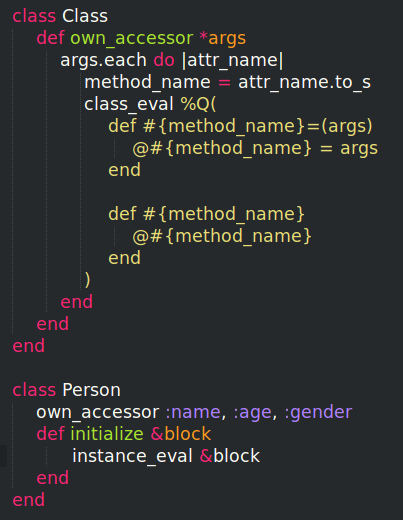 class Class
    def own_accessor *args
        args.each do |attr_name|
            method_name = attr_name.to_s
            class_eval %Q(
                def #{method_name}=(args)
                    @#{method_name} = args
                end

                def #{method_name}
                    @#{method_name}
                end
            )
        end
    end
end

class Person
    own_accessor :name, :age, :gender
    def initialize &block
          instance_eval &block
    end
end